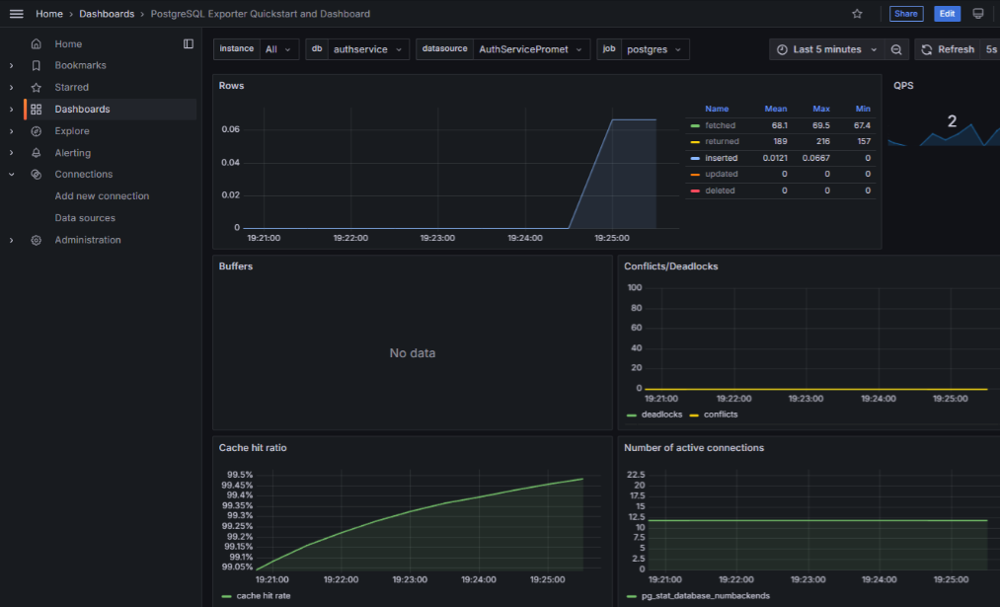 Home › Dashboards › PostgreSQL Exporter Quickstart and Dashboard
Share
Edit
Home
Bookmarks
Starred
Dashboards
Explore
Alerting
Connections
Add new connection
Data sources
Administration
instance All db authservice datasource AuthServicePromet job postgres Last 5 minutes Refresh 5s
Rows
0.06
0.04
0.02
0
19:21:00 19:22:00 19:23:00 19:24:00 19:25:00
Name Mean Max Min
fetched 68.1 69.5 67.4
returned 189 216 157
inserted 0.0121 0.0667 0
updated 0 0 0
deleted 0 0 0
QPS
2
Buffers
No data
Conflicts/Deadlocks
100
80
60
40
20
0
19:21:00 19:22:00 19:23:00 19:24:00 19:25:00
deadlocks conflicts
Cache hit ratio
99.5%
99.45%
99.4%
99.35%
99.3%
99.25%
99.2%
99.15%
99.1%
99.05%
19:21:00 19:22:00 19:23:00 19:24:00 19:25:00
cache hit rate
Number of active connections
22.5
20
17.5
15
12.5
10
7.5
5
2.5
0
19:21:00 19:22:00 19:23:00 19:24:00 19:25:00
pg_stat_database_numbackends